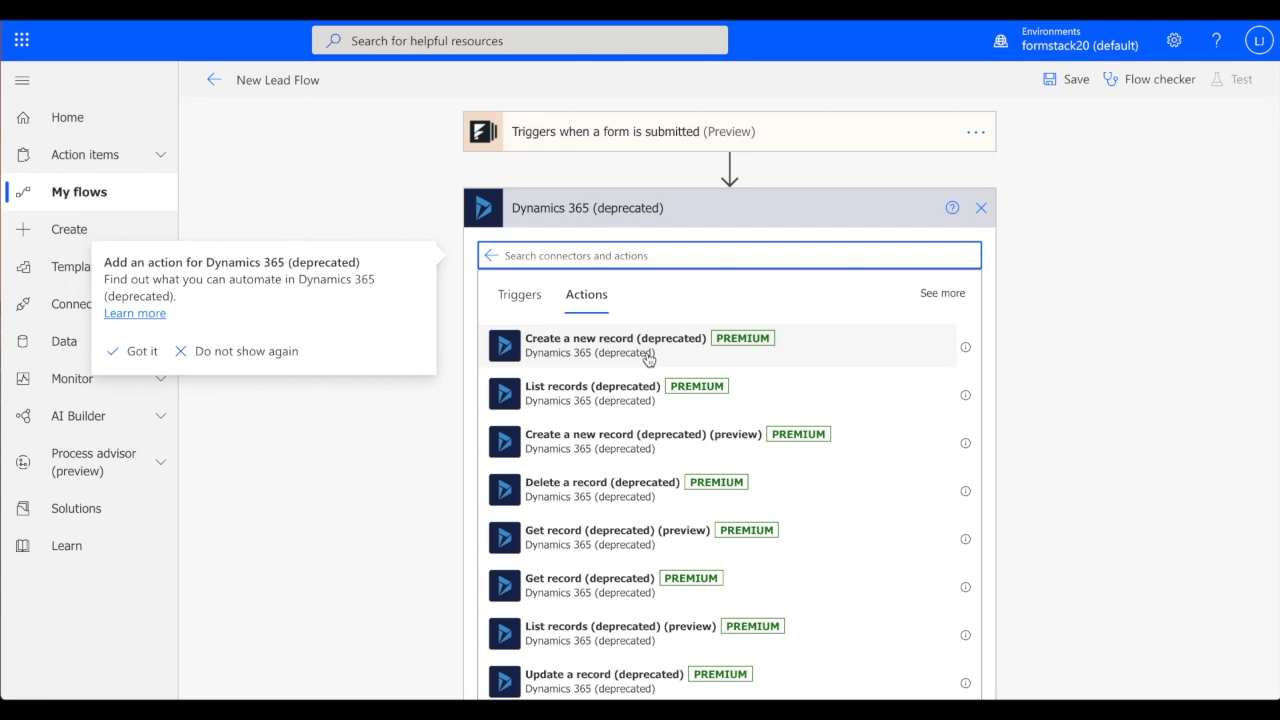 Search for helpful resources
Environments
formstack20 (default)
LJ
New Lead Flow
Save
Flow checker
Test
Home
Action items
My flows
Create
Templa
Connec
Data
Monitor
AI Builder
Process advisor
(preview)
Solutions
Learn
Add an action for Dynamics 365 (deprecated)
Find out what you can automate in Dynamics 365
(deprecated).
Learn more
Got it
Do not show again
Triggers when a form is submitted (Preview)
Dynamics 365 (deprecated)
Search connectors and actions
Triggers
Actions
See more
Create a new record (deprecated) PREMIUM
Dynamics 365 (deprecated)
List records (deprecated) PREMIUM
Dynamics 365 (deprecated)
Create a new record (deprecated) (preview) PREMIUM
Dynamics 365 (deprecated)
Delete a record (deprecated) PREMIUM
Dynamics 365 (deprecated)
Get record (deprecated) (preview) PREMIUM
Dynamics 365 (deprecated)
Get record (deprecated) PREMIUM
Dynamics 365 (deprecated)
List records (deprecated) (preview) PREMIUM
Dynamics 365 (deprecated)
Update a record (deprecated) PREMIUM
Dynamics 365 (deprecated)